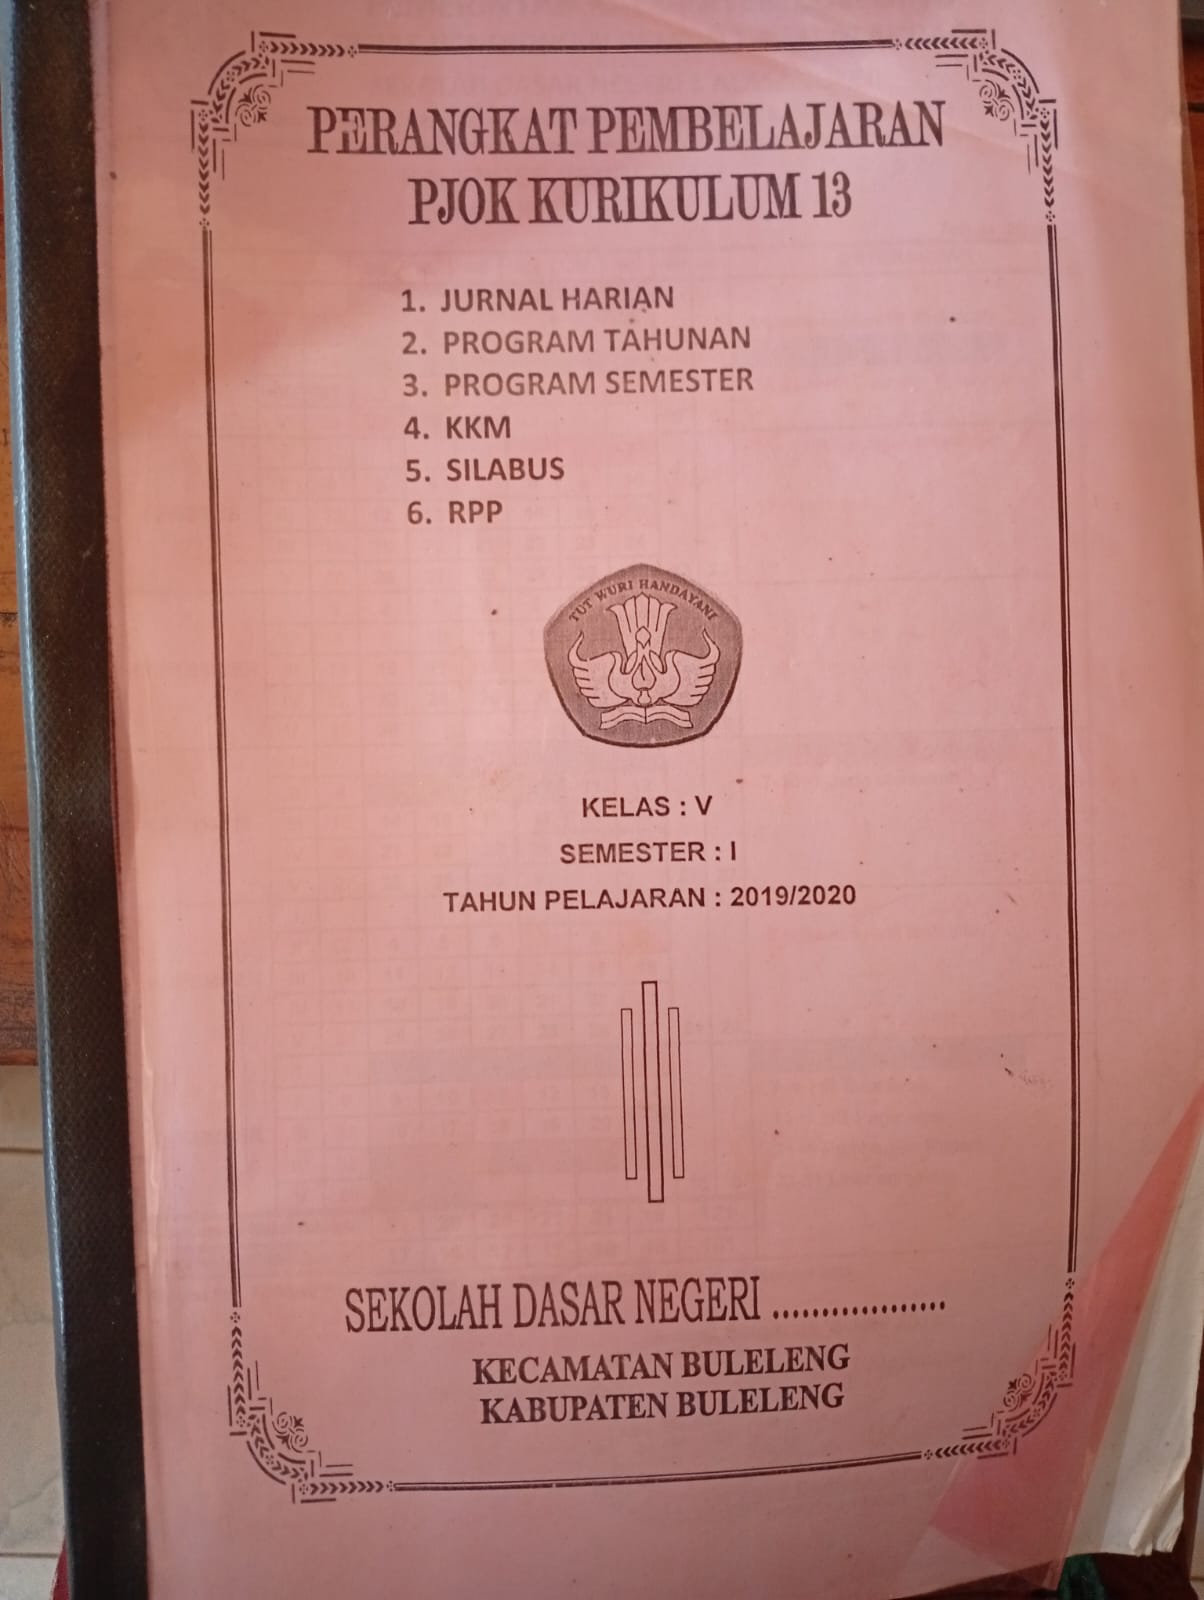 PERANGKAT PEMBELAJARAN
PJOK KURIKULUM 13
1. JURNAL HARIAN
2. PROGRAM TAHUNAN
3. PROGRAM SEMESTER
4. KKM
5. SILABUS
6. RPP
TUT WURI HANDAYANI
KELAS : V
SEMESTER : I
TAHUN PELAJARAN : 2019/2020
SEKOLAH DASAR NEGERI ..................
KECAMATAN BULELENG
KABUPATEN BULELENG